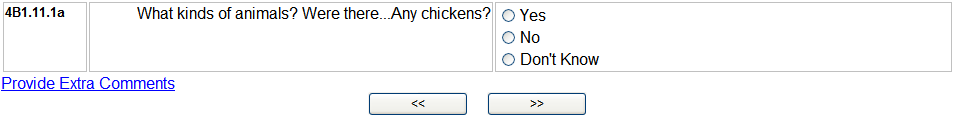 4B1.11.1a What kinds of animals? Were there...Any chickens?
Yes
No
Don't Know
Provide Extra Comments
<< >>